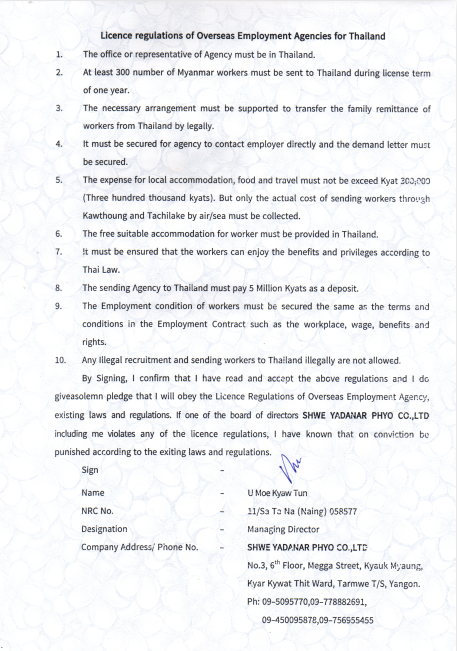 Licence regulations of Overseas Employment Agencies for Thailand
1. The office or representative of Agency must be in Thailand.
2. At least 300 number of Myanmar workers must be sent to Thailand during license term
of one year.
3. The necessary arrangement must be supported to transfer the family remittance of
workers from Thailand by legally.
4. It must be secured for agency to contact employer directly and the demand letter must
be secured.
5. The expense for local accommodation, food and travel must not be exceed Kyat 300,000
(Three hundred thousand kyats). But only the actual cost of sending workers through
Kawthoung and Tachilake by air/sea must be collected.
6. The free suitable accommodation for worker must be provided in Thailand.
7. It must be ensured that the workers can enjoy the benefits and privileges according to
Thai Law.
8. The sending Agency to Thailand must pay 5 Million Kyats as a deposit.
9. The Employment condition of workers must be secured the same as the terms and
conditions in the Employment Contract such as the workplace, wage, benefits and
rights.
10. Any Illegal recruitment and sending workers to Thailand illegally are not allowed.
By Signing, I confirm that I have read and accept the above regulations and I do
giveasolemn pledge that I will obey the Licence Regulations of Overseas Employment Agency,
existing laws and regulations. If one of the board of directors SHWE YADANAR PHYO CO.,LTD
including me violates any of the licence regulations, I have known that on conviction be
punished according to the exiting laws and regulations.
Sign –
Name – U Moe Kyaw Tun
NRC No. – 11/Sa Ta Na (Naing) 058577
Designation – Managing Director
Company Address/ Phone No. – SHWE YADANAR PHYO CO.,LTD
No.3, 6th Floor, Megga Street, Kyauk Myaung,
Kyar Kywat Thit Ward, Tarmwe T/S, Yangon.
Ph: 09-5095770,09-778882691,
09-450095878,09-756955455